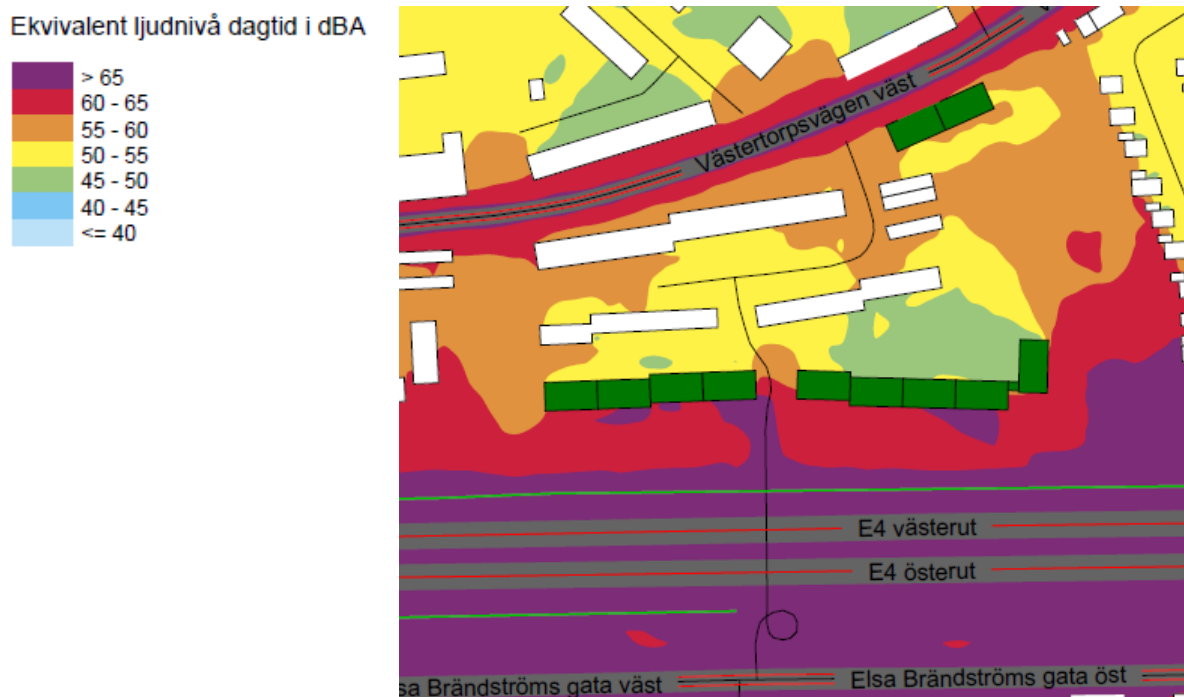 Ekvivalent ljudnivå dagtid i dBA
> 65
60 - 65
55 - 60
50 - 55
45 - 50
40 - 45
<= 40
Västertorpsvägen väst
E4 västerut
E4 österut
sa Brändströms gata väst
Elsa Brändströms gata öst